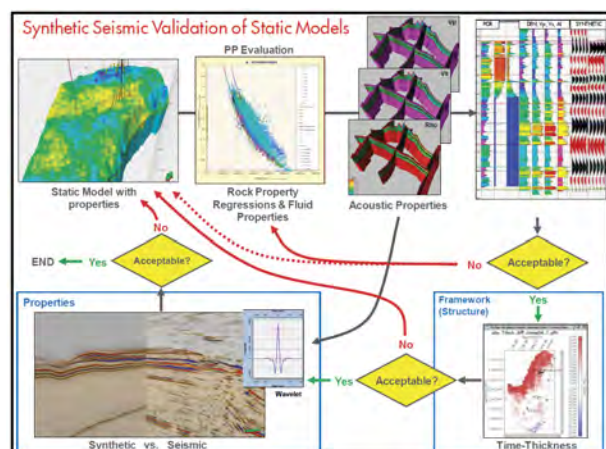 Synthetic Seismic Validation of Static Models
PP Evaluation
Vp
Static Model with
properties
Rock Property
Regressions & Fluid
Properties
Acoustic Properties
SYNTHETIC
No
END
Yes
Acceptable?
No
Acceptable?
Properties
No
Yes
Framework
(Structure)
Wavelet
Yes
Acceptable?
Synthetic vs. Seismic
Time-Thickness